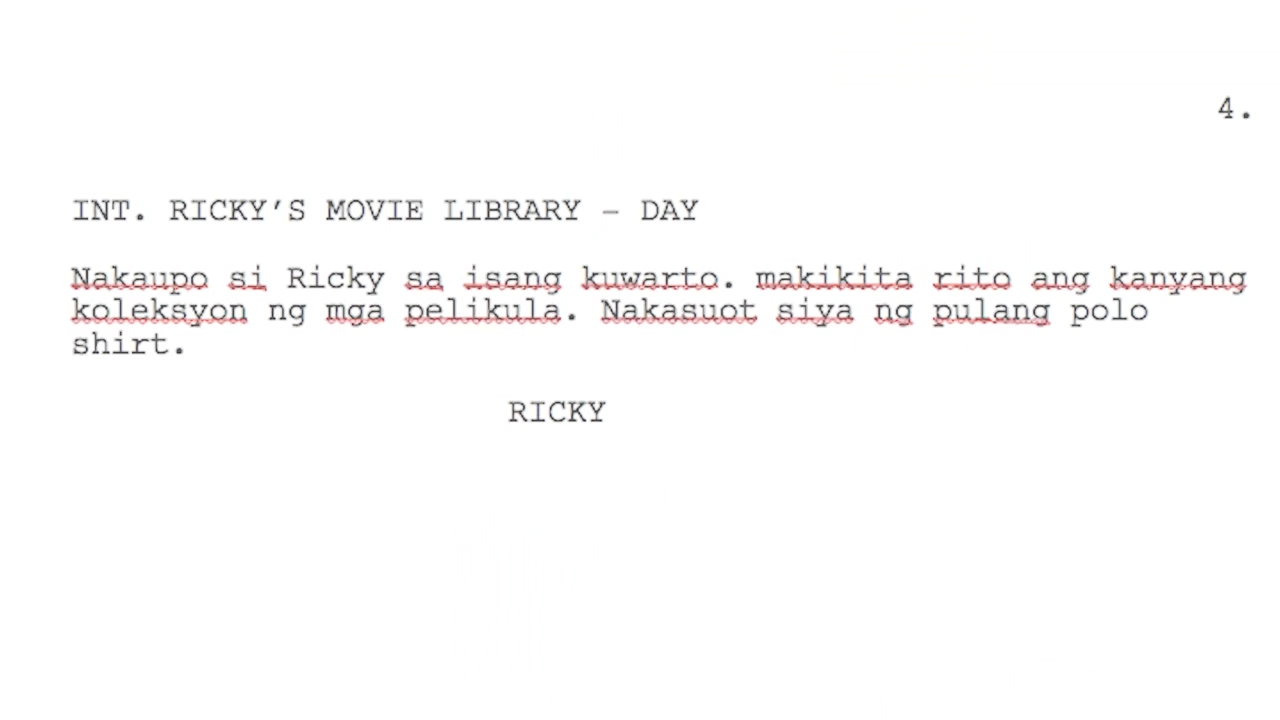 4.
INT. RICKY’S MOVIE LIBRARY – DAY
Nakaupo si Ricky sa isang kuwarto. makikita rito ang kanyang
koleksyon ng mga pelikula. Nakasuot siya ng pulang polo
shirt.
RICKY